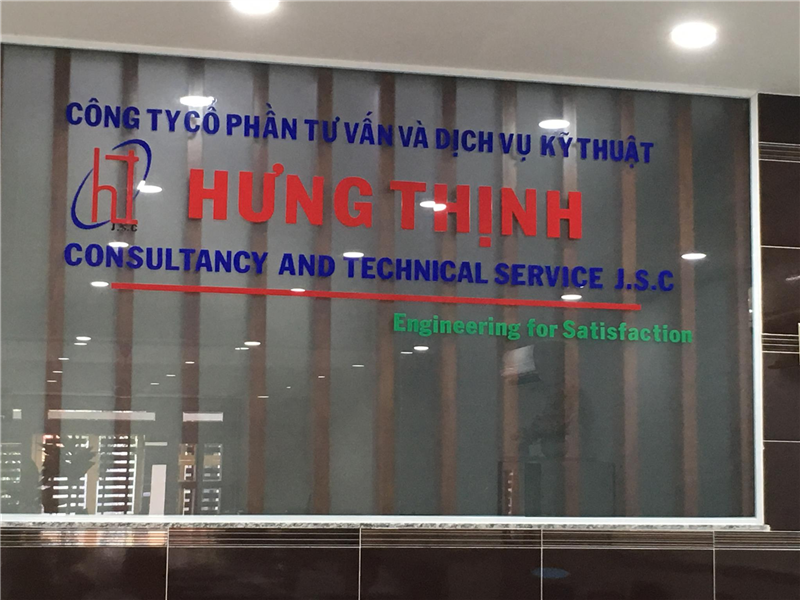 CÔNG TY CỔ PHẦN TƯ VẤN VÀ DỊCH VỤ KỸ THUẬT
hT
J.S.C
HƯNG THỊNH
CONSULTANCY AND TECHNICAL SERVICE J.S.C
Engineering for Satisfaction